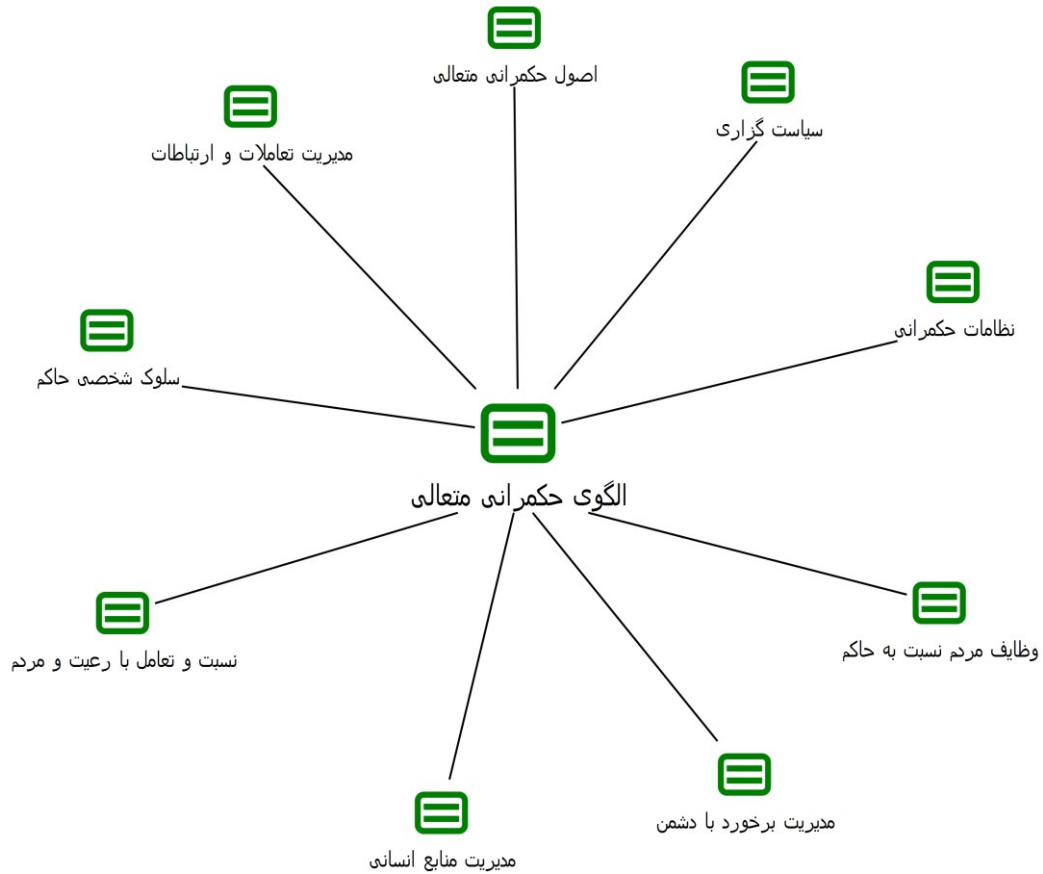 اصول حکمرانی متعالی
سیاست گزاری
مدیریت تعاملات و ارتباطات
نظامات حکمرانی
سلوک شخصی حاکم
الگوی حکمرانی متعالی
وظایف مردم نسبت به حاکم
نسبت و تعامل با رعیت و مردم
مدیریت برخورد با دشمن
مدیریت منابع انسانی